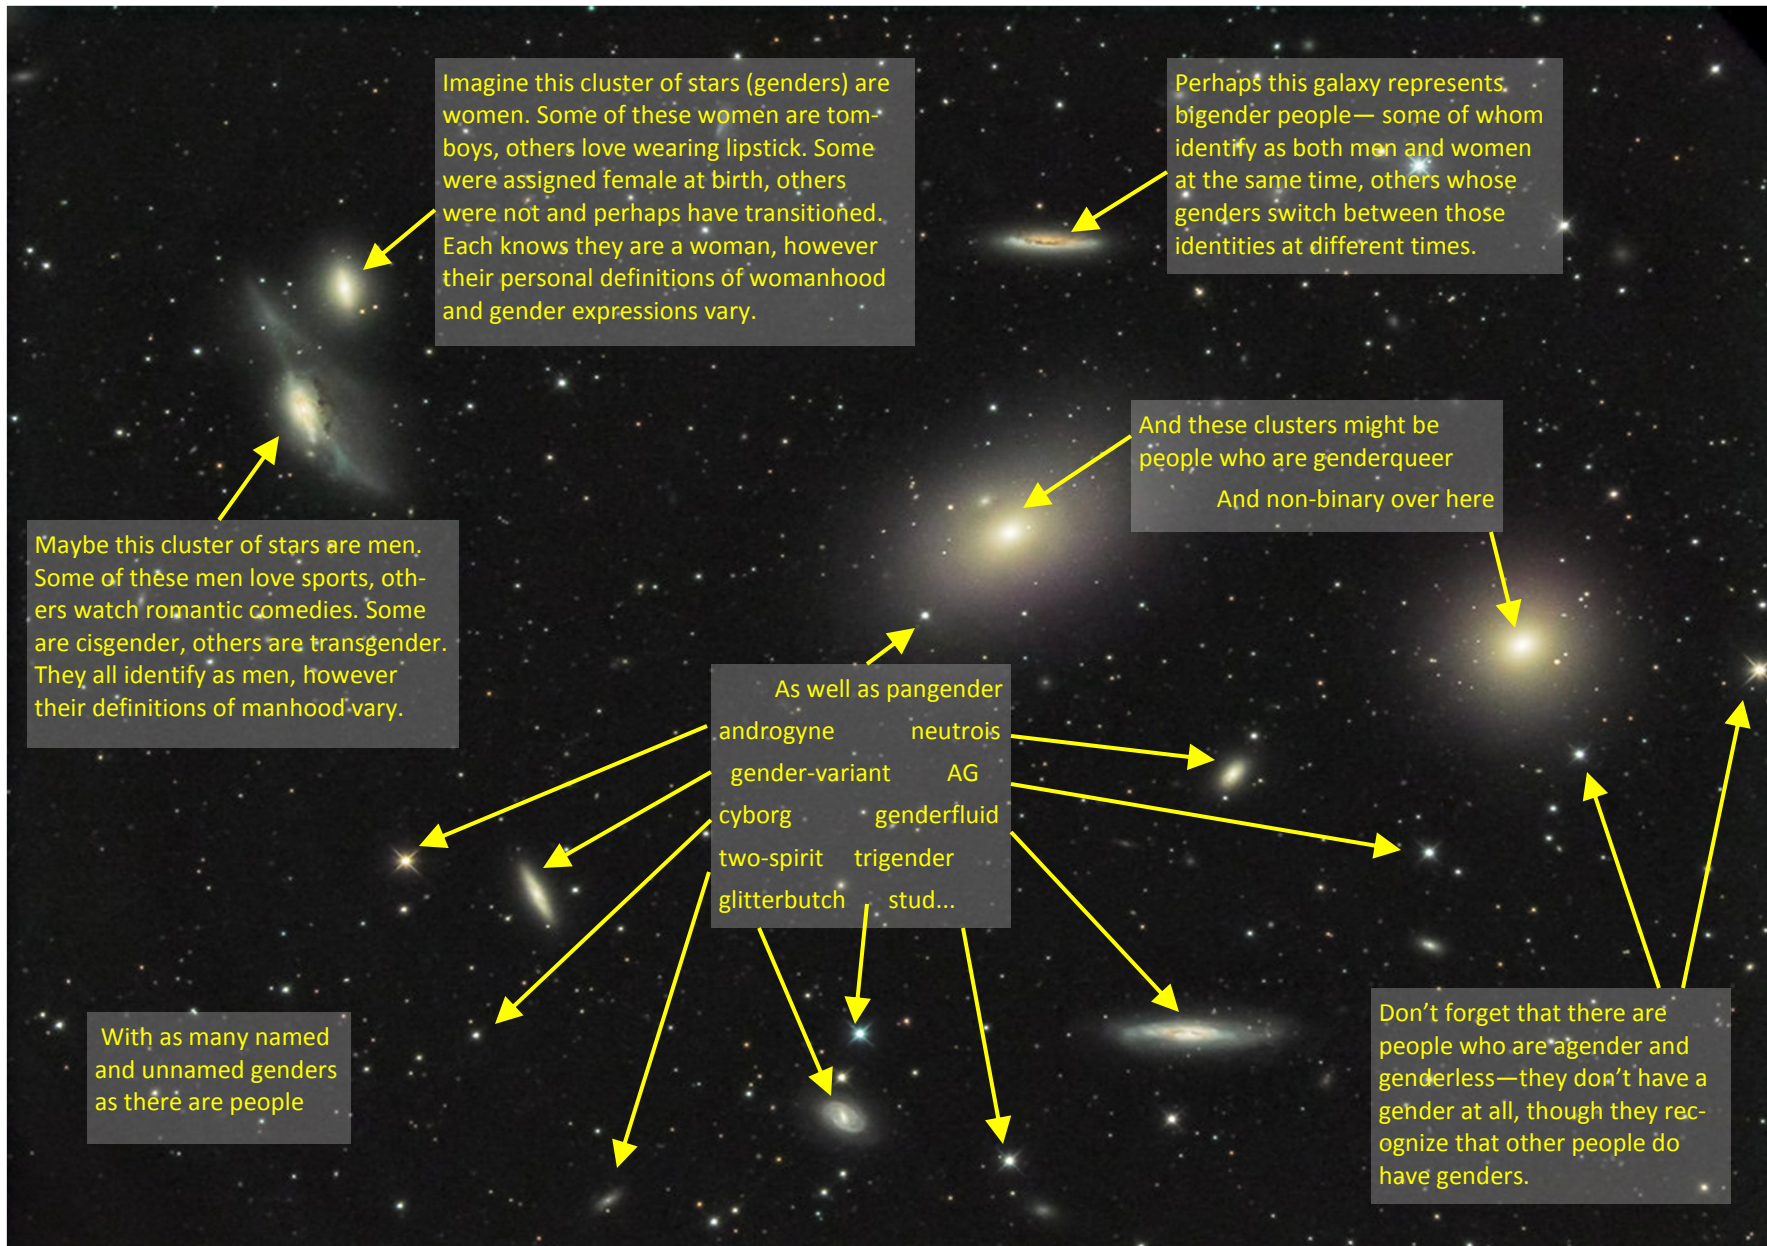 Imagine this cluster of stars (genders) are
women. Some of these women are tom-
boys, others love wearing lipstick. Some
were assigned female at birth, others
were not and perhaps have transitioned.
Each knows they are a woman, however
their personal definitions of womanhood
and gender expressions vary.
Perhaps this galaxy represents
bigender people— some of whom
identify as both men and women
at the same time, others whose
genders switch between those
identities at different times.
And these clusters might be
people who are genderqueer
And non-binary over here
Maybe this cluster of stars are men.
Some of these men love sports, oth-
ers watch romantic comedies. Some
are cisgender, others are transgender.
They all identify as men, however
their definitions of manhood vary.
As well as pangender
androgyne neutrois
gender-variant AG
cyborg genderfluid
two-spirit trigender
glitterbutch stud...
With as many named
and unnamed genders
as there are people
Don’t forget that there are
people who are agender and
genderless—they don’t have a
gender at all, though they rec-
ognize that other people do
have genders.